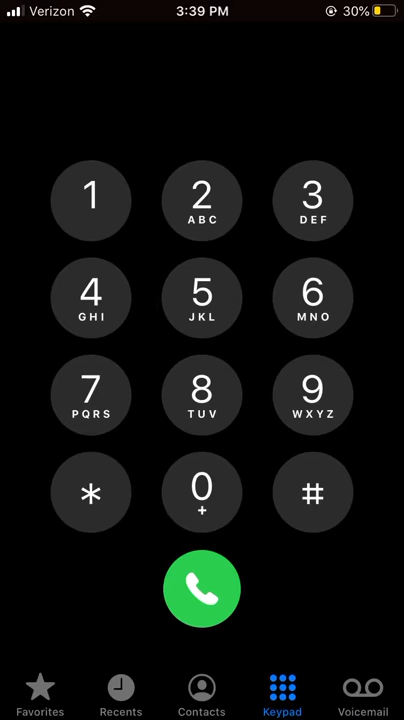 Verizon 3:39 PM 30%
1 2 3
ABC DEF
4 5 6
GHI JKL MNO
7 8 9
PQRS TUV WXYZ
* 0 #
+
Favorites Recents Contacts Keypad Voicemail